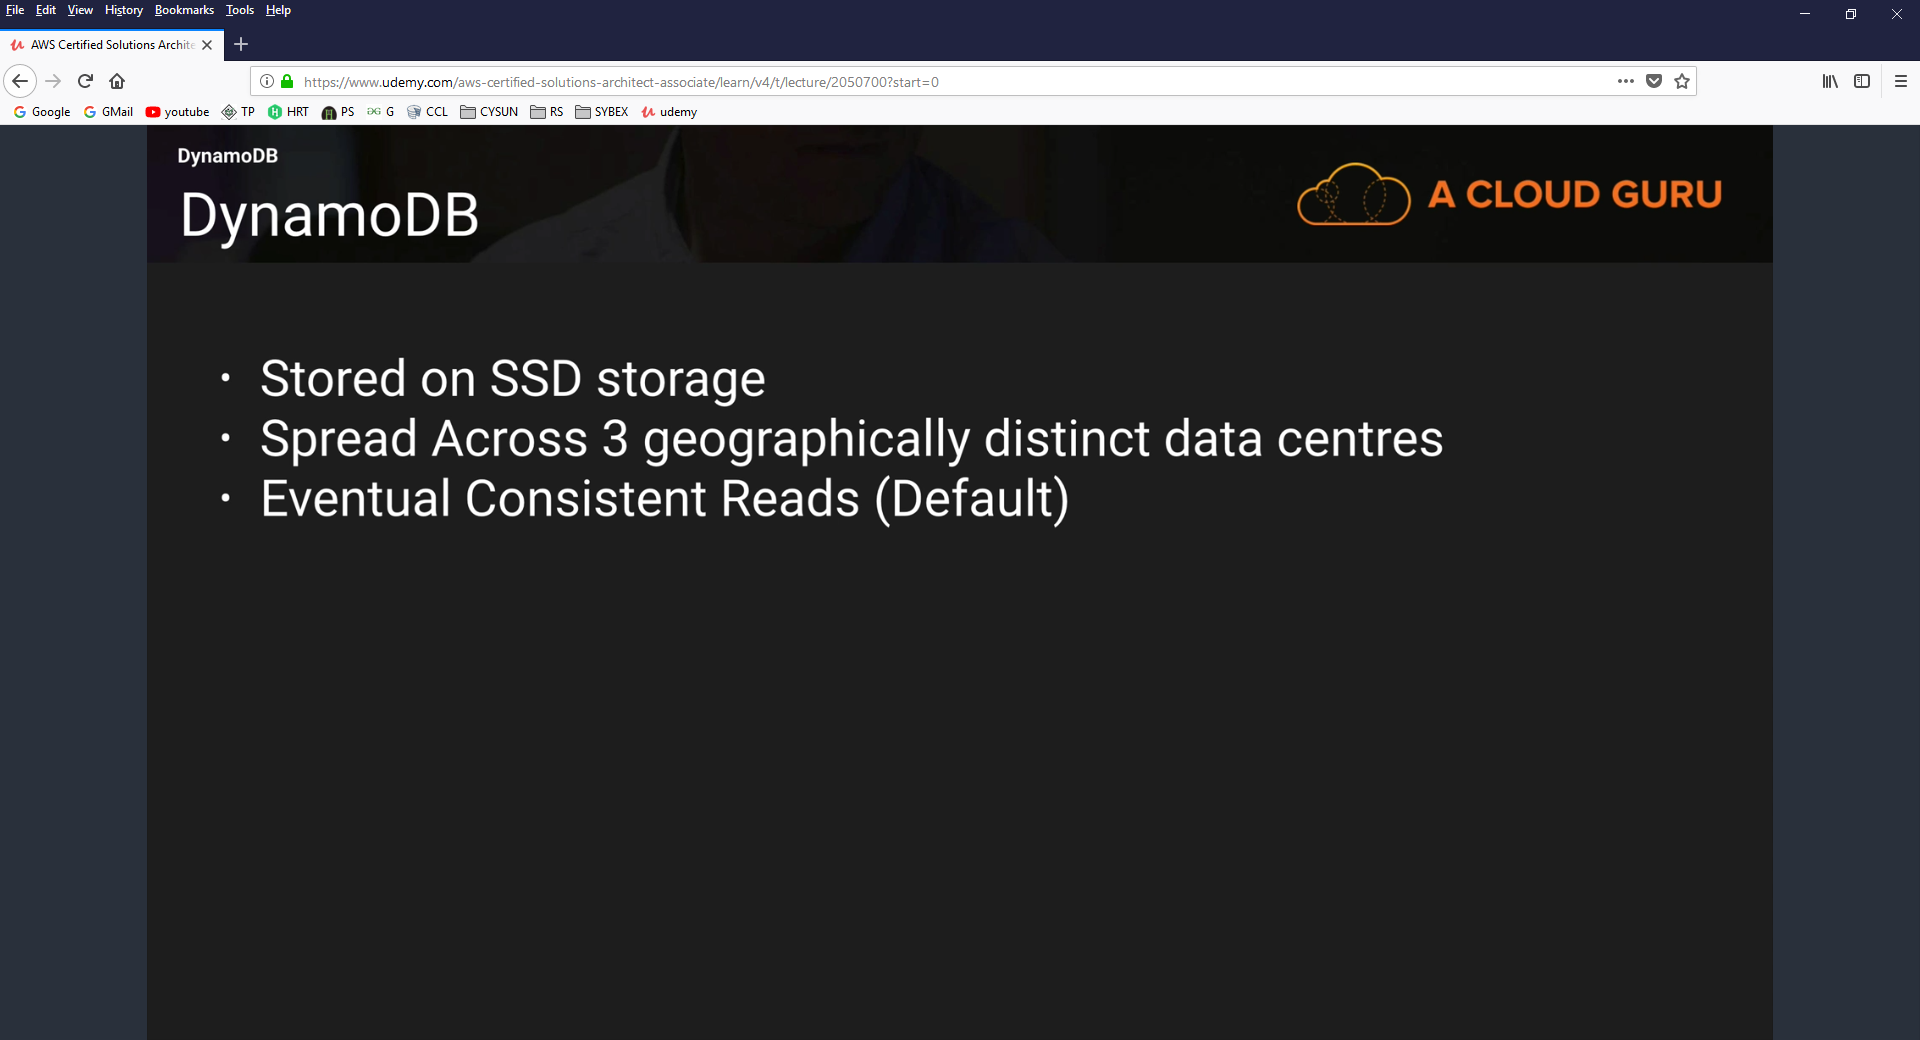 File Edit View History Bookmarks Tools Help
AWS Certified Solutions Archite
https://www.udemy.com/aws-certified-solutions-architect-associate/learn/v4/t/lecture/2050700?start=0
Google GMail youtube TP HRT PS G CCL CYSUN RS SYBEX udemy
DynamoDB
DynamoDB
A CLOUD GURU
• Stored on SSD storage
• Spread Across 3 geographically distinct data centres
• Eventual Consistent Reads (Default)